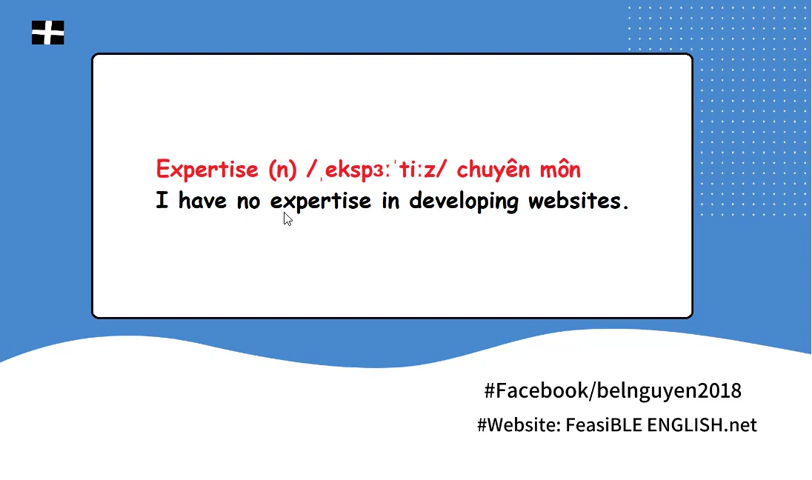 Expertise (n) /ˌekspɜːˈtiːz/ chuyên môn
I have no expertise in developing websites.
#Facebook/belnguyen2018
#Website: FeasiBLE ENGLISH.net